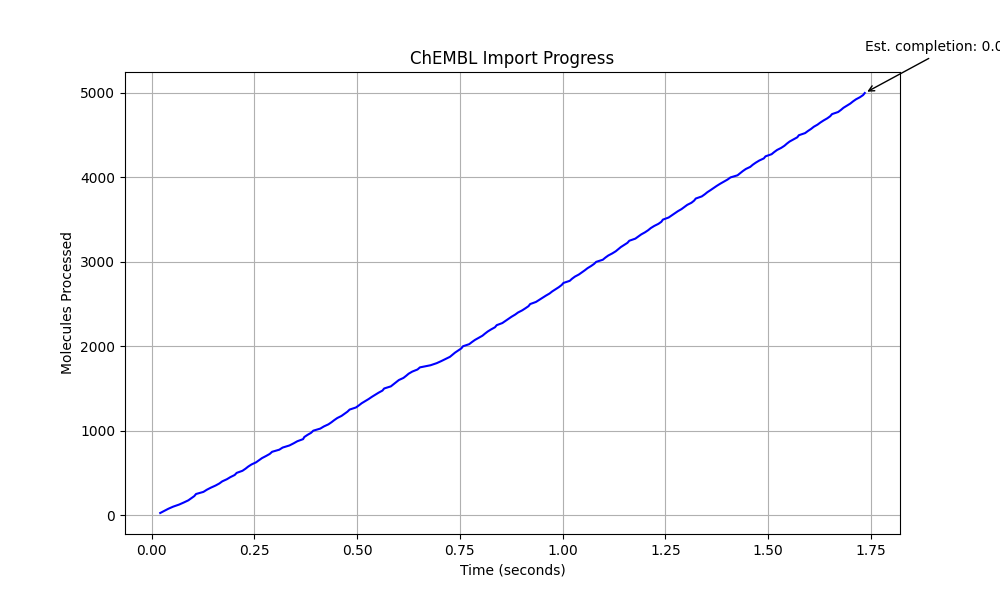 Est. completion: 0.0
ChEMBL Import Progress
5000
4000
3000
2000
1000
0
Molecules Processed
0.00 0.25 0.50 0.75 1.00 1.25 1.50 1.75
Time (seconds)